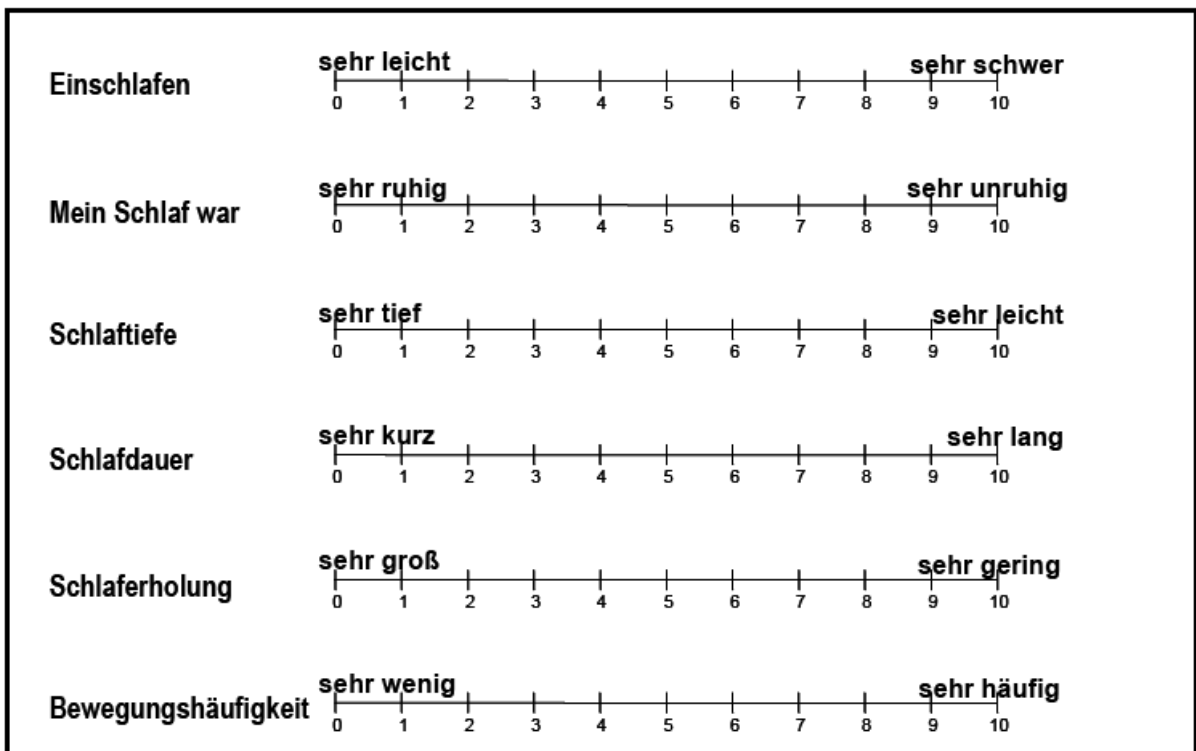 sehr leicht sehr schwer
Einschlafen
0 1 2 3 4 5 6 7 8 9 10
sehr ruhig sehr unruhig
Mein Schlaf war
0 1 2 3 4 5 6 7 8 9 10
sehr tief sehr leicht
Schlaftiefe
0 1 2 3 4 5 6 7 8 9 10
sehr kurz sehr lang
Schlafdauer
0 1 2 3 4 5 6 7 8 9 10
sehr groß sehr gering
Schlaferholung
0 1 2 3 4 5 6 7 8 9 10
sehr wenig sehr häufig
Bewegungshäufigkeit
0 1 2 3 4 5 6 7 8 9 10